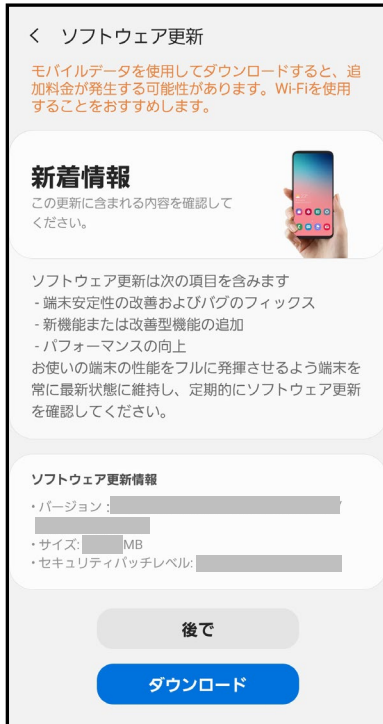 く ソフトウェア更新
モバイルデータを使用してダウンロードすると、追
加料金が発生する可能性があります。Wi-Fiを使用
することをおすすめします。
新着情報
この更新に含まれる内容を確認して
ください。
ソフトウェア更新は次の項目を含みます
- 端末安定性の改善およびバグのフィックス
- 新機能または改善型機能の追加
- パフォーマンスの向上
お使いの端末の性能をフルに発揮させるよう端末を
常に最新状態に維持し、定期的にソフトウェア更新
を確認してください。
ソフトウェア更新情報
・バージョン :
・サイズ: MB
・セキュリティパッチレベル:
後で
ダウンロード